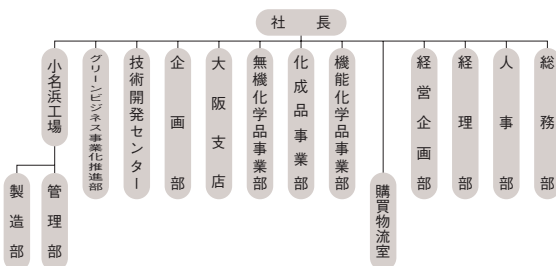 社長
小名浜工場
グリーンビジネス事業化推進部
技術開発センター
企画部
大阪支店
無機化学品事業部
化成品事業部
機能化学品事業部
経営企画部
経理部
人事部
総務部
製造部
管理部
購買物流室